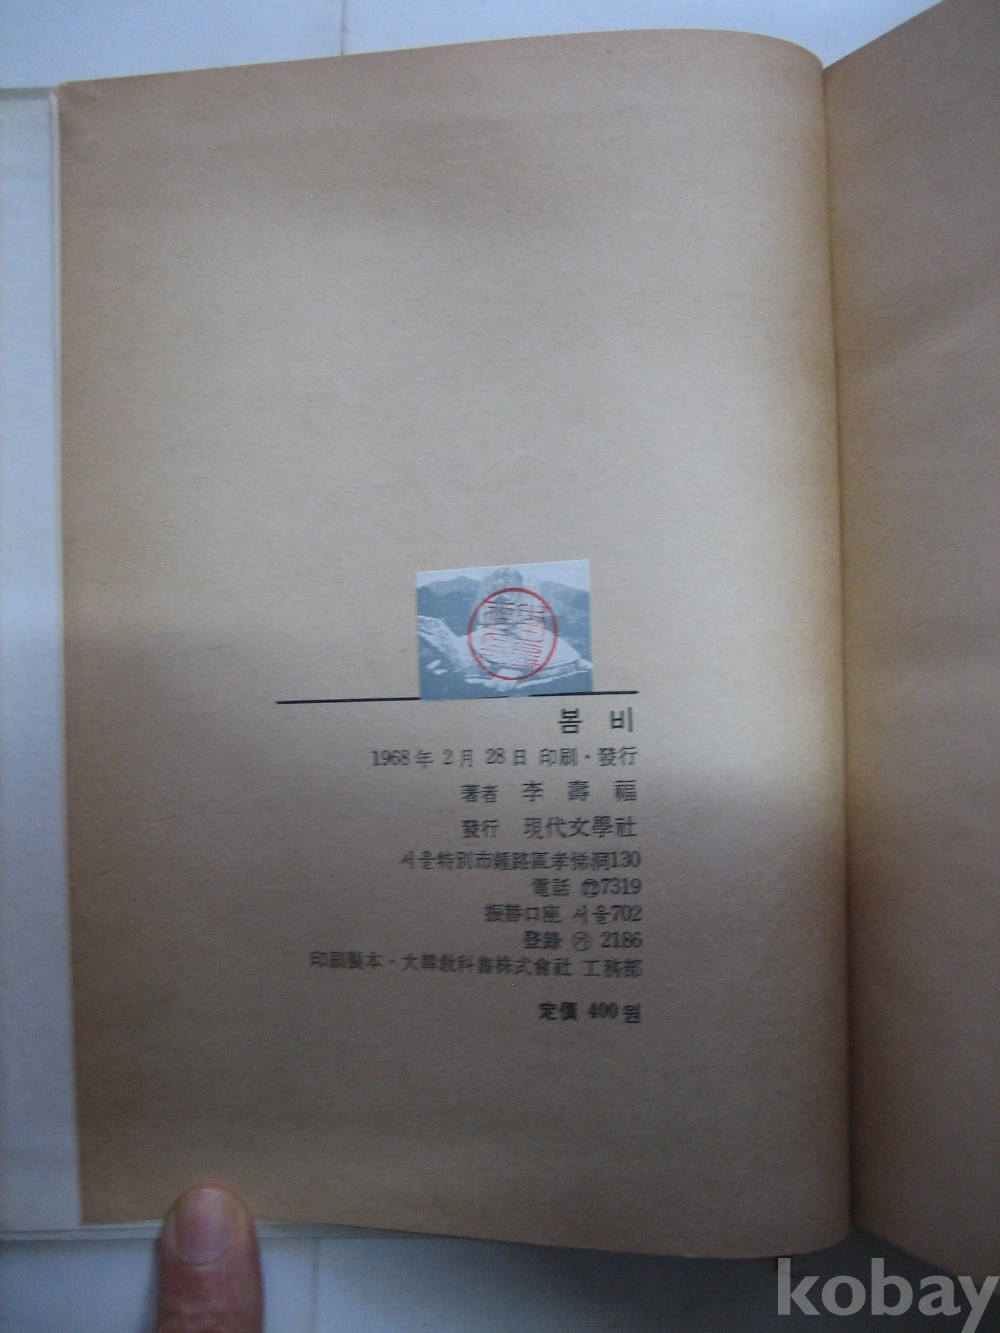 봄 비
1968年 2月 28日 印刷·發行
著者 李壽福
發行 現代文學社
서울特別市鍾路區孝悌洞130
電話 ㉒7319
振替口座 서울702
登錄 ㉮ 2186
印刷製本·大韓敎科書株式會社 工務部
定價 400원
kobay